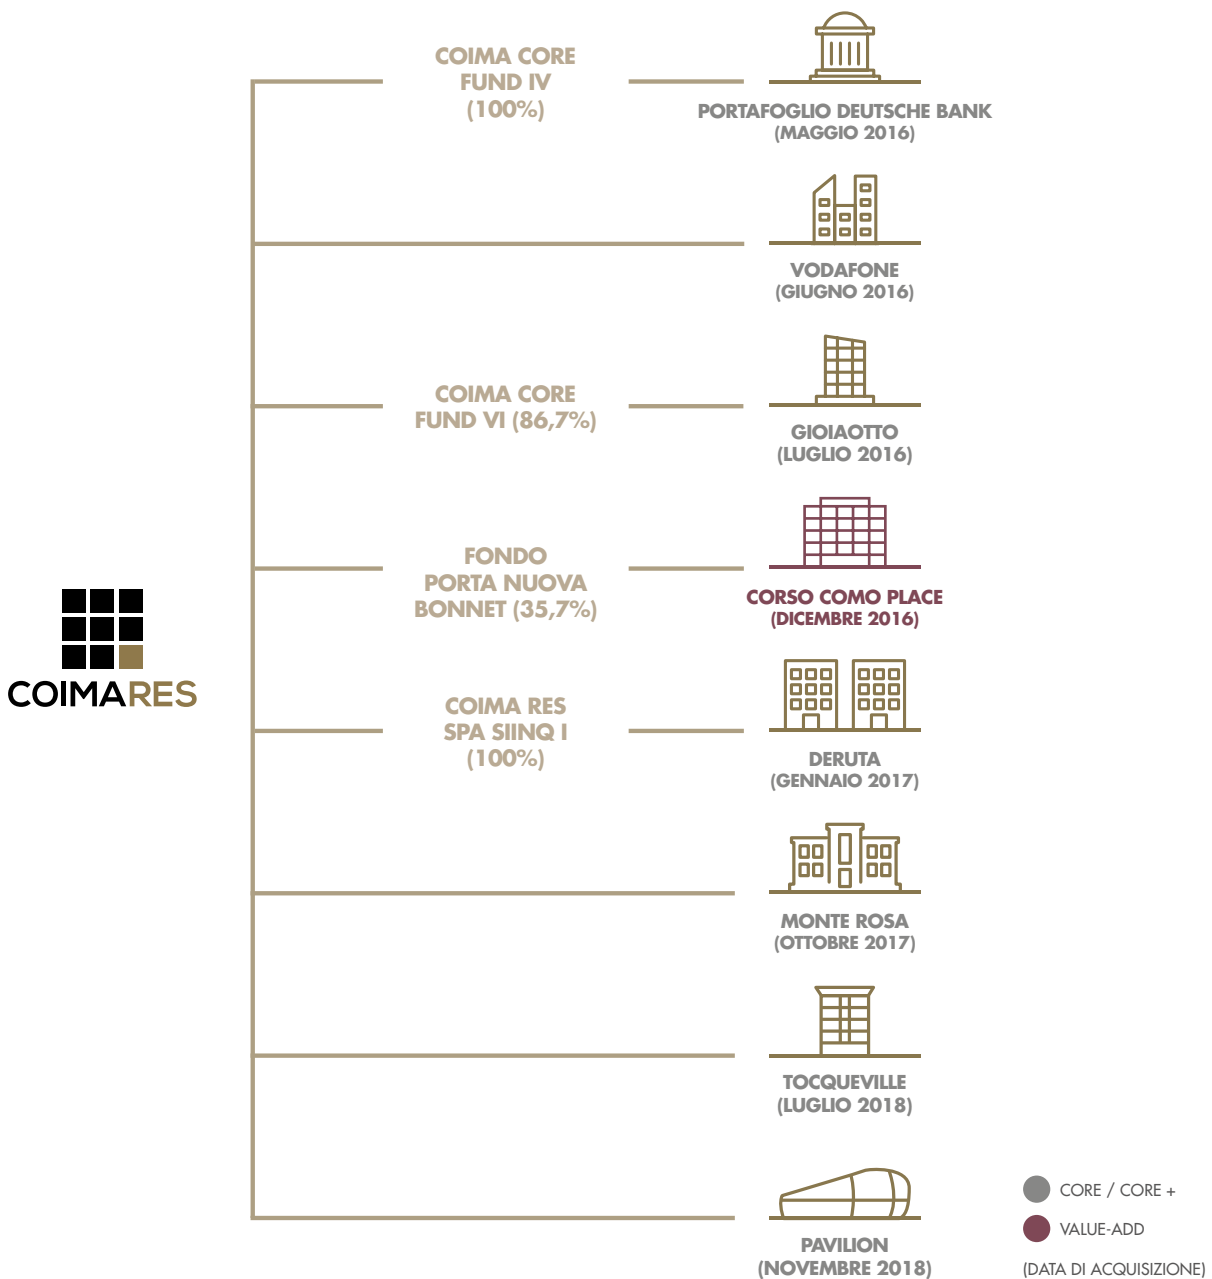 COIMA CORE
FUND IV
(100%)
PORTAFOGLIO DEUTSCHE BANK
(MAGGIO 2016)
VODAFONE
(GIUGNO 2016)
COIMA CORE
FUND VI (86,7%)
GIOIAOTTO
(LUGLIO 2016)
FONDO
PORTA NUOVA
BONNET (35,7%)
CORSO COMO PLACE
(DICEMBRE 2016)
COIMARES
COIMA RES
SPA SIINQ I
(100%)
DERUTA
(GENNAIO 2017)
MONTE ROSA
(OTTOBRE 2017)
TOCQUEVILLE
(LUGLIO 2018)
PAVILION
(NOVEMBRE 2018)
CORE / CORE +
VALUE-ADD
(DATA DI ACQUISIZIONE)